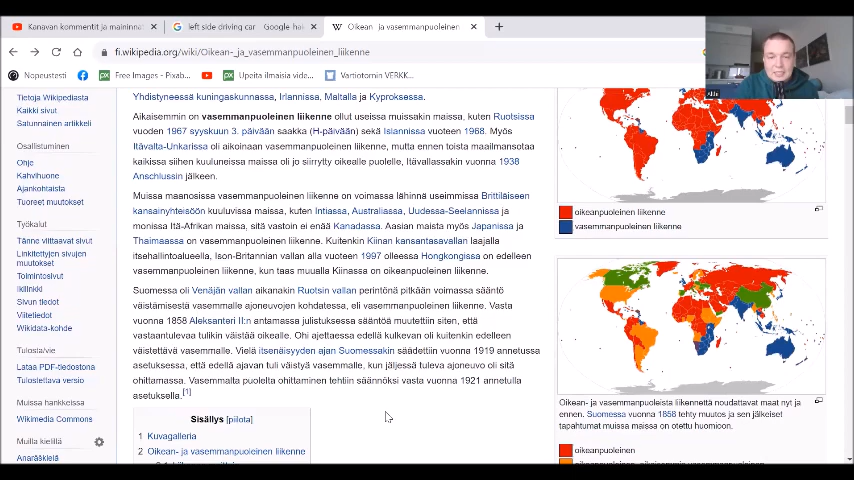 Kanavan kommentit ja maininnat
left side driving car - Google-hak
Oikean- ja vasemmanpuoleinen
fi.wikipedia.org/wiki/Oikean-_ja_vasemmanpuoleinen_liikenne
Nopeustesti
Free Images - Pixab...
Upeita ilmaisia video...
Vartiotornin VERKK...
Altti
Tietoja Wikipediasta
Kaikki sivut
Satunnainen artikkeli
Osallistuminen
Ohje
Kahvihuone
Ajankohtaista
Tuoreet muutokset
Työkalut
Tänne viittaavat sivut
Linkitettyjen sivujen
muutokset
Toimintosivut
Ikilinkki
Sivun tiedot
Viitetiedot
Wikidata-kohde
Tulosta/vie
Lataa PDF-tiedostona
Tulostettava versio
Muissa hankkeissa
Wikimedia Commons
Muilla kielillä
Anaráškielâ
Yhdistyneessä kuningaskunnassa, Irlannissa, Maltalla ja Kyproksessa.
Aikaisemmin on vasemmanpuoleinen liikenne ollut useissa muissakin maissa, kuten Ruotsissa
vuoden 1967 syyskuun 3. päivään saakka (H-päivään) sekä Islannissa vuoteen 1968. Myös
Itävalta-Unkarissa oli aikoinaan vasemmanpuoleinen liikenne, mutta ennen toista maailmansotaa
kaikissa siihen kuuluneissa maissa oli jo siirrytty oikealle puolelle, Itävallassakin vuonna 1938
Anschlussin jälkeen.
Muissa maanosissa vasemmanpuoleinen liikenne on voimassa lähinnä useimmissa Brittiläiseen
kansainyhteisöön kuuluvissa maissa, kuten Intiassa, Australiassa, Uudessa-Seelannissa ja
monissa Itä-Afrikan maissa, sitä vastoin ei enää Kanadassa. Aasian maista myös Japanissa ja
Thaimaassa on vasemmanpuoleinen liikenne. Kuitenkin Kiinan kansantasavallan laajalla
itsehallintoalueella, Ison-Britannian vallan alla vuoteen 1997 olleessa Hongkongissa on edelleen
vasemmanpuoleinen liikenne, kun taas muualla Kiinassa on oikeanpuoleinen liikenne.
Suomessa oli Venäjän vallan aikanakin Ruotsin vallan perintönä pitkään voimassa sääntö
väistämisestä vasemmalle ajoneuvojen kohdatessa, eli vasemmanpuoleinen liikenne. Vasta
vuonna 1858 Aleksanteri II:n antamassa julistuksessa sääntöä muutettiin siten, että
vastaantulevaa tulikin väistää oikealle. Ohi ajettaessa edellä kulkevan oli kuitenkin edelleen
väistettävä vasemmalle. Vielä itsenäisyyden ajan Suomessakin säädettiin vuonna 1919 annetussa
asetuksessa, että edellä ajavan tuli väistyä vasemmalle, kun jäljessä tuleva ajoneuvo oli sitä
ohittamassa. Vasemmalta puolelta ohittaminen tehtiin säännöksi vasta vuonna 1921 annetulla
asetuksella.[1]
Sisällys [piilota]
1 Kuvagalleria
2 Oikean- ja vasemmanpuoleinen liikenne
oikeanpuoleinen liikenne
vasemmanpuoleinen liikenne
Oikean- ja vasemmanpuoleista liikennettä noudattavat maat nyt ja
ennen. Suomessa vuonna 1858 tehty muutos ja sen jälkeiset
tapahtumat muissa maissa on otettu huomioon.
oikeanpuoleinen